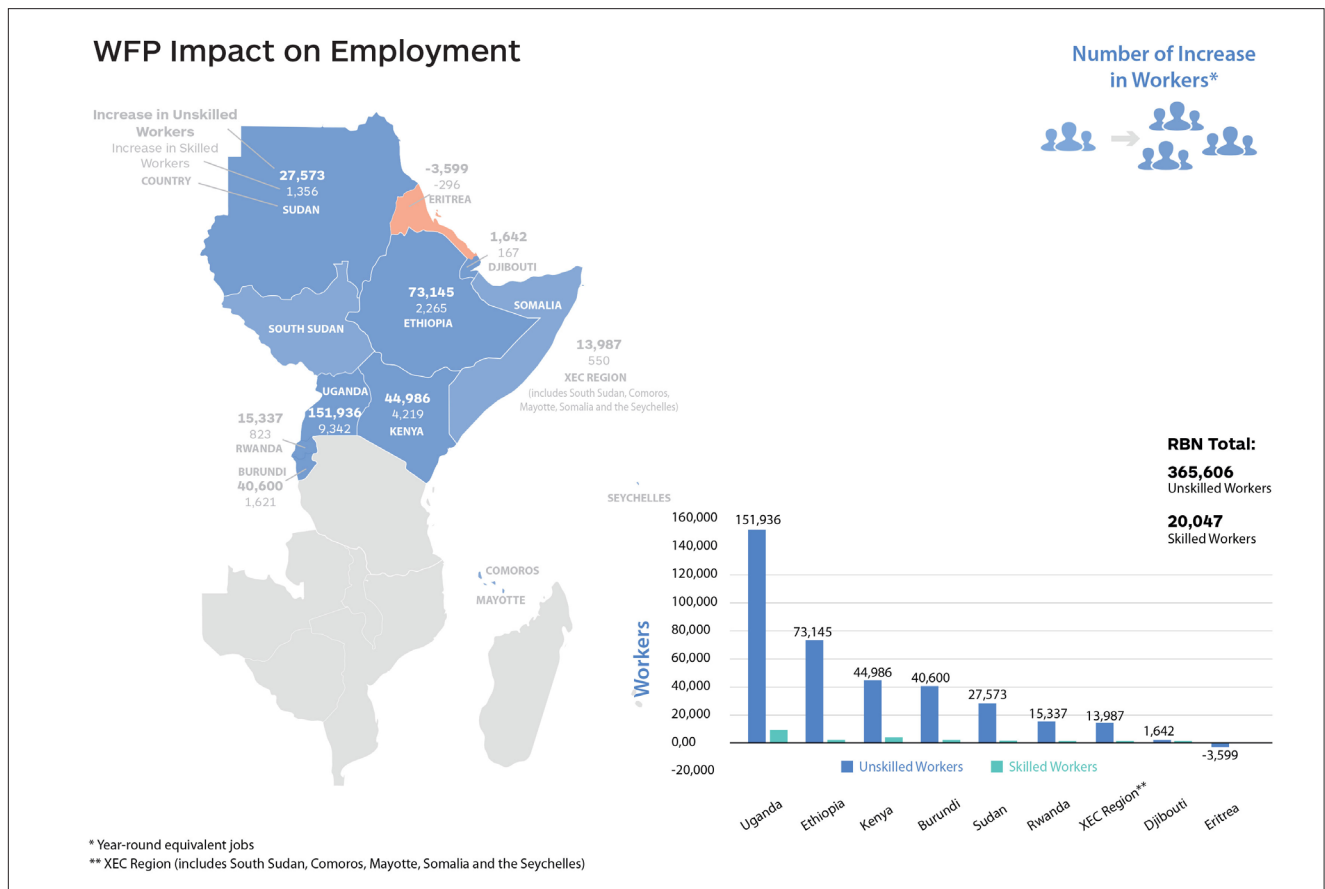 WFP Impact on Employment
Number of Increase
in Workers*
Increase in Unskilled
Workers
Increase in Skilled
Workers
COUNTRY
27,573
1,356
SUDAN
-3,599
-296
ERITREA
1,642
167
DJIBOUTI
73,145
2,265
ETHIOPIA
SOMALIA
SOUTH SUDAN
13,987
550
XEC REGION
(includes South Sudan, Comoros,
Mayotte, Somalia and the Seychelles)
UGANDA
151,936
9,342
44,986
4,219
KENYA
15,337
823
RWANDA
BURUNDI
40,600
1,621
SEYCHELLES
COMOROS
MAYOTTE
RBN Total:
365,606
Unskilled Workers
20,047
Skilled Workers
Workers
160,000
140,000
120,000
100,000
80,000
60,000
40,000
20,000
0,00
-20,000
151,936
73,145
44,986
40,600
27,573
15,337
13,987
1,642
-3,599
Unskilled Workers
Skilled Workers
Uganda
Ethiopia
Kenya
Burundi
Sudan
Rwanda
XEC Region**
Djibouti
Eritrea
* Year-round equivalent jobs
** XEC Region (includes South Sudan, Comoros, Mayotte, Somalia and the Seychelles)